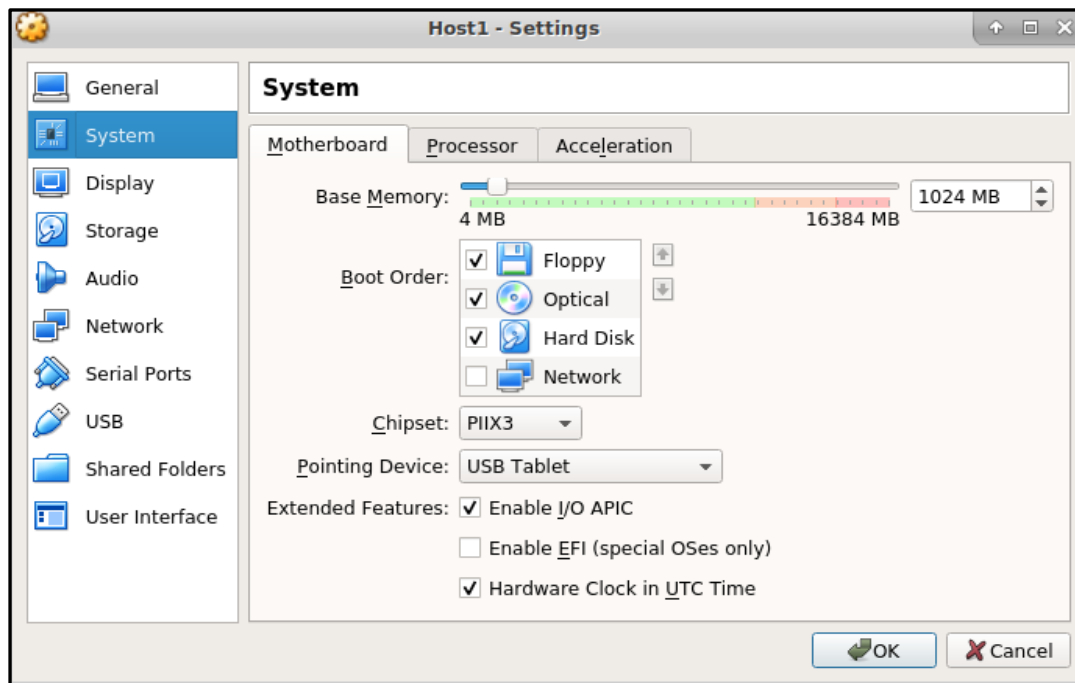 Host1 - Settings
General
System
Display
Storage
Audio
Network
Serial Ports
USB
Shared Folders
User Interface
System
Motherboard Processor Acceleration
Base Memory: 1024 MB
4 MB 16384 MB
Boot Order: Floppy
Optical
Hard Disk
Network
Chipset: PIIX3
Pointing Device: USB Tablet
Extended Features: Enable I/O APIC
Enable EFI (special OSes only)
Hardware Clock in UTC Time
OK Cancel